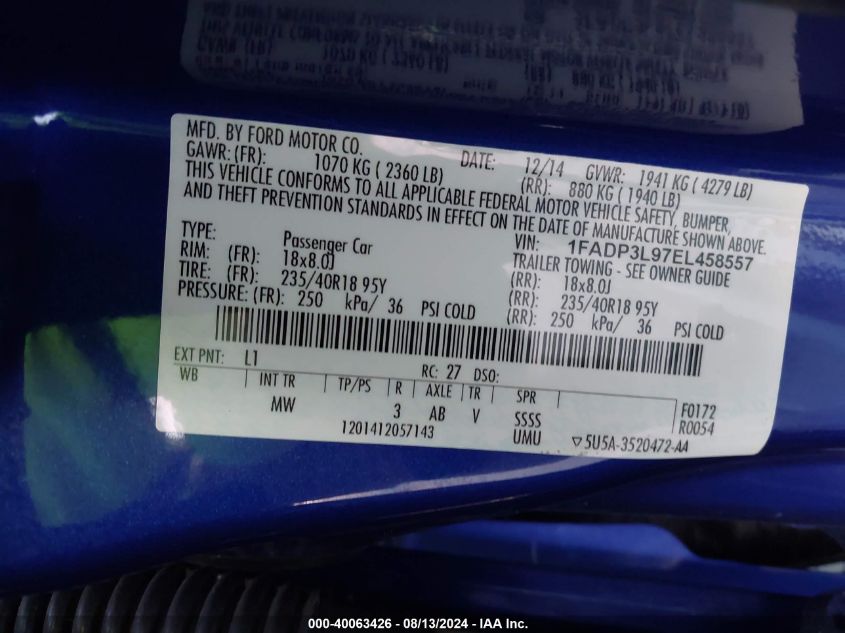 MFD. BY FORD MOTOR CO.
DATE: 12/14 GVWR: 1941 KG ( 4279 LB)
GAWR: (FR): 1070 KG ( 2360 LB) (RR): 880 KG ( 1940 LB)
THIS VEHICLE CONFORMS TO ALL APPLICABLE FEDERAL MOTOR VEHICLE SAFETY, BUMPER,
AND THEFT PREVENTION STANDARDS IN EFFECT ON THE DATE OF MANUFACTURE SHOWN ABOVE.
VIN: 1FADP3L97EL458557
TYPE: Passenger Car TRAILER TOWING - SEE OWNER GUIDE
RIM: (FR): 18x8.0J (RR): 18x8.0J
TIRE: (FR): 235/40R18 95Y (RR): 235/40R18 95Y
PRESSURE: (FR): 250 kPa/ 36 PSI COLD (RR): 250 kPa/ 36 PSI COLD
EXT PNT: L1 RC: 27 DSO:
WB INT TR TP/PS R AXLE TR SPR
MW 3 AB V SSSS F0172
1201412057143 UMU R0054
▽5U5A-3520472-AA
000-40063426 - 08/13/2024 - IAA Inc.